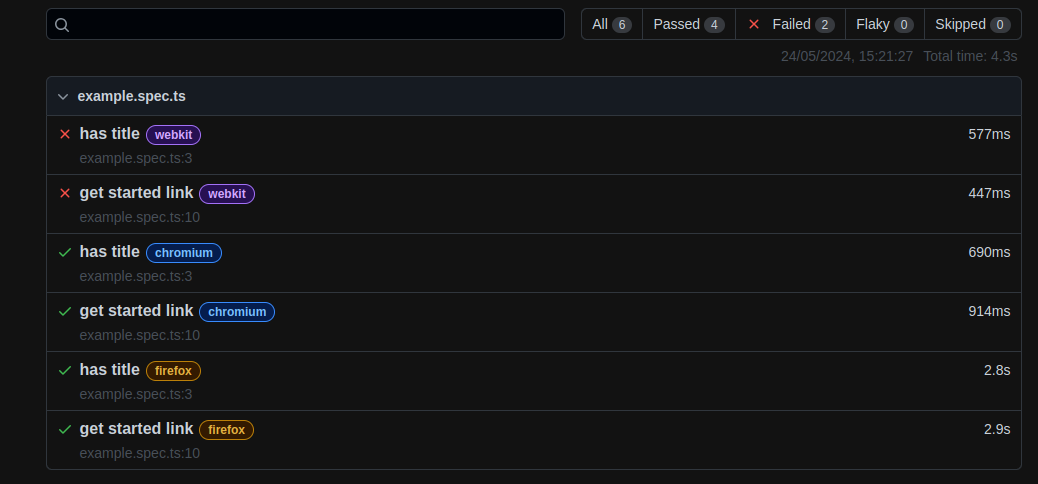 All 6 Passed 4 Failed 2 Flaky 0 Skipped 0
24/05/2024, 15:21:27 Total time: 4.3s
example.spec.ts
has title webkit 577ms
example.spec.ts:3
get started link webkit 447ms
example.spec.ts:10
has title chromium 690ms
example.spec.ts:3
get started link chromium 914ms
example.spec.ts:10
has title firefox 2.8s
example.spec.ts:3
get started link firefox 2.9s
example.spec.ts:10